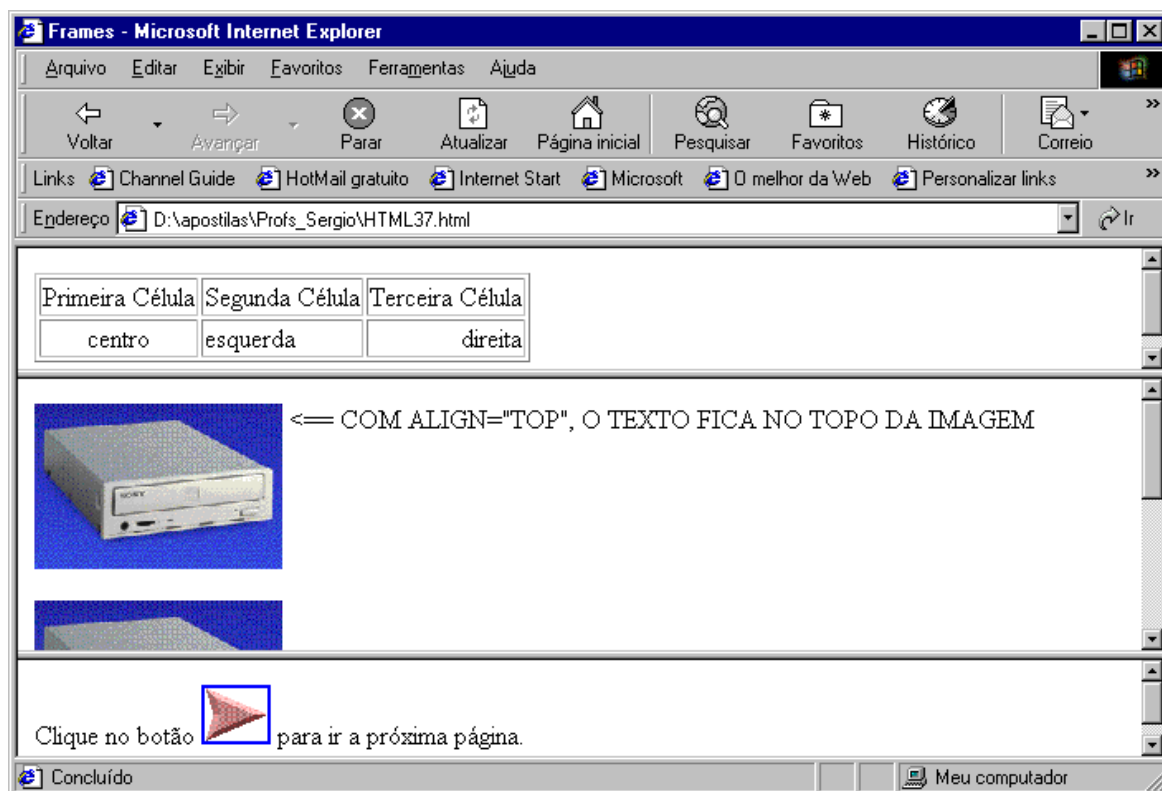 Frames - Microsoft Internet Explorer
Arquivo Editar Exibir Favoritos Ferramentas Ajuda
Voltar Avançar Parar Atualizar Página inicial Pesquisar Favoritos Histórico Correio »
Links Channel Guide HotMail gratuito Internet Start Microsoft O melhor da Web Personalizar links »
Endereço D:\apostilas\Profs_Sergio\HTML37.html Ir
Primeira Célula Segunda Célula Terceira Célula
centro esquerda direita
<== COM ALIGN="TOP", O TEXTO FICA NO TOPO DA IMAGEM
SONY
Clique no botão para ir a próxima página.
Concluído Meu computador